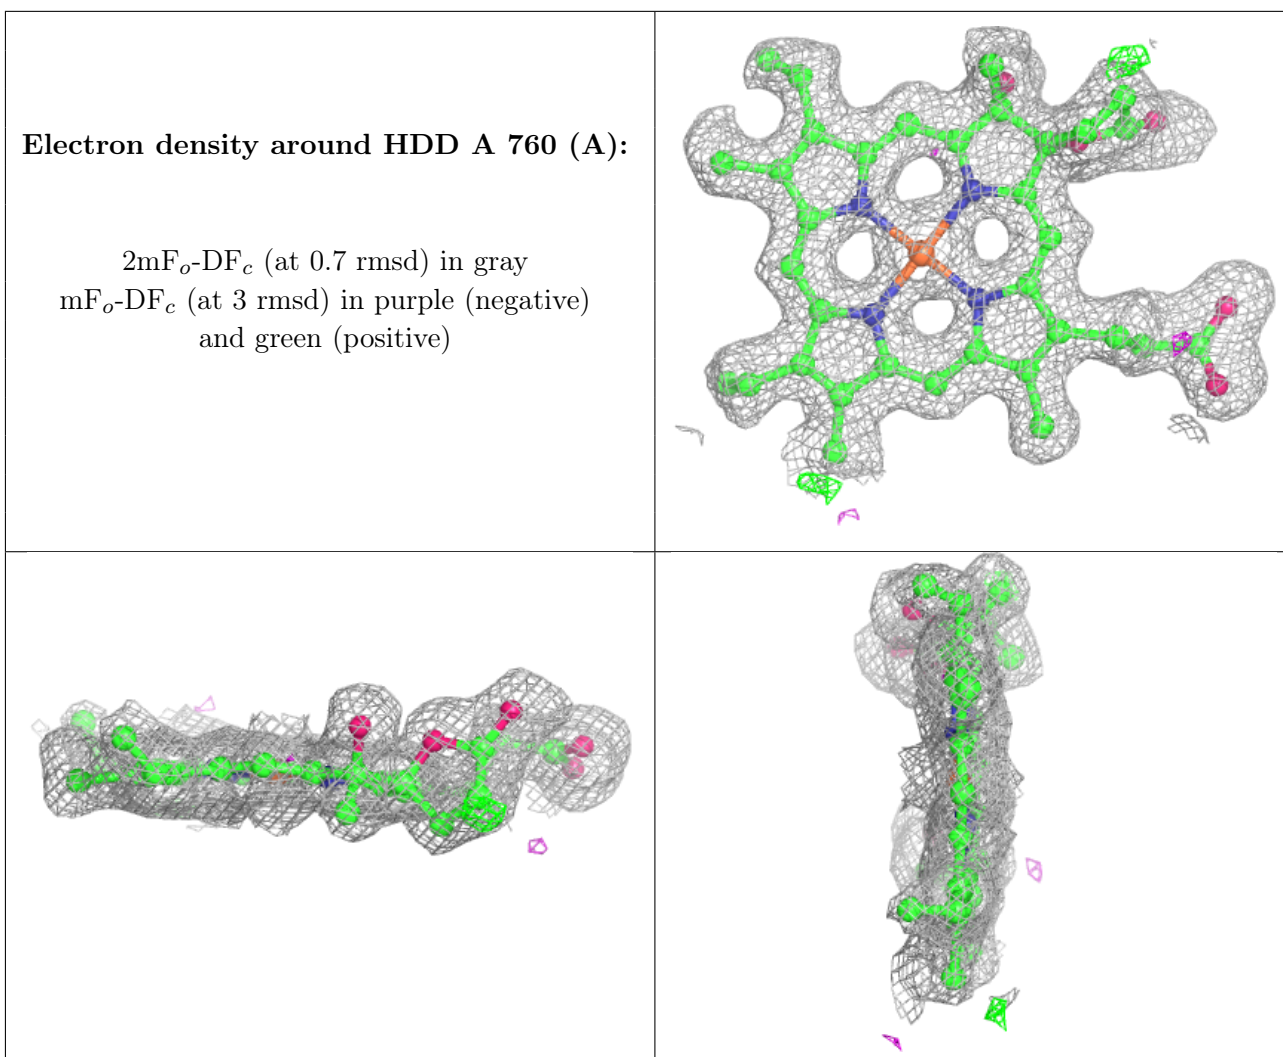 Electron density around HDD A 760 (A):
2mFo-DFc (at 0.7 rmsd) in gray
mFo-DFc (at 3 rmsd) in purple (negative)
and green (positive)